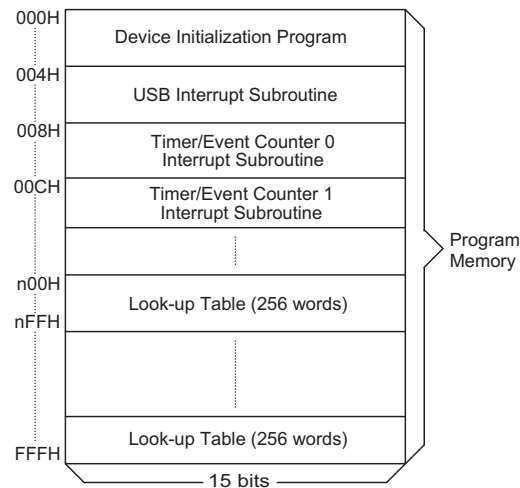 000H
Device Initialization Program
004H
USB Interrupt Subroutine
008H
Timer/Event Counter 0
Interrupt Subroutine
00CH
Timer/Event Counter 1
Interrupt Subroutine
Program
Memory
n00H
Look-up Table (256 words)
nFFH
Look-up Table (256 words)
FFFH
15 bits